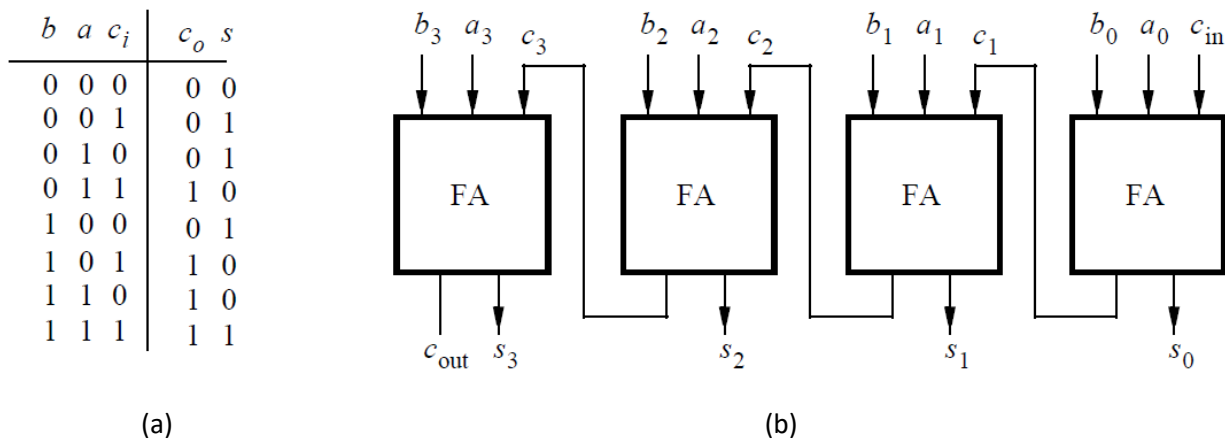 b a c_i c_o s
0 0 0 0 0
0 0 1 0 1
0 1 0 0 1
0 1 1 1 0
1 0 0 0 1
1 0 1 1 0
1 1 0 1 0
1 1 1 1 1
(a)
b_3 a_3 c_3 b_2 a_2 c_2 b_1 a_1 c_1 b_0 a_0 c_in
FA FA FA FA
c_out s_3 s_2 s_1 s_0
(b)